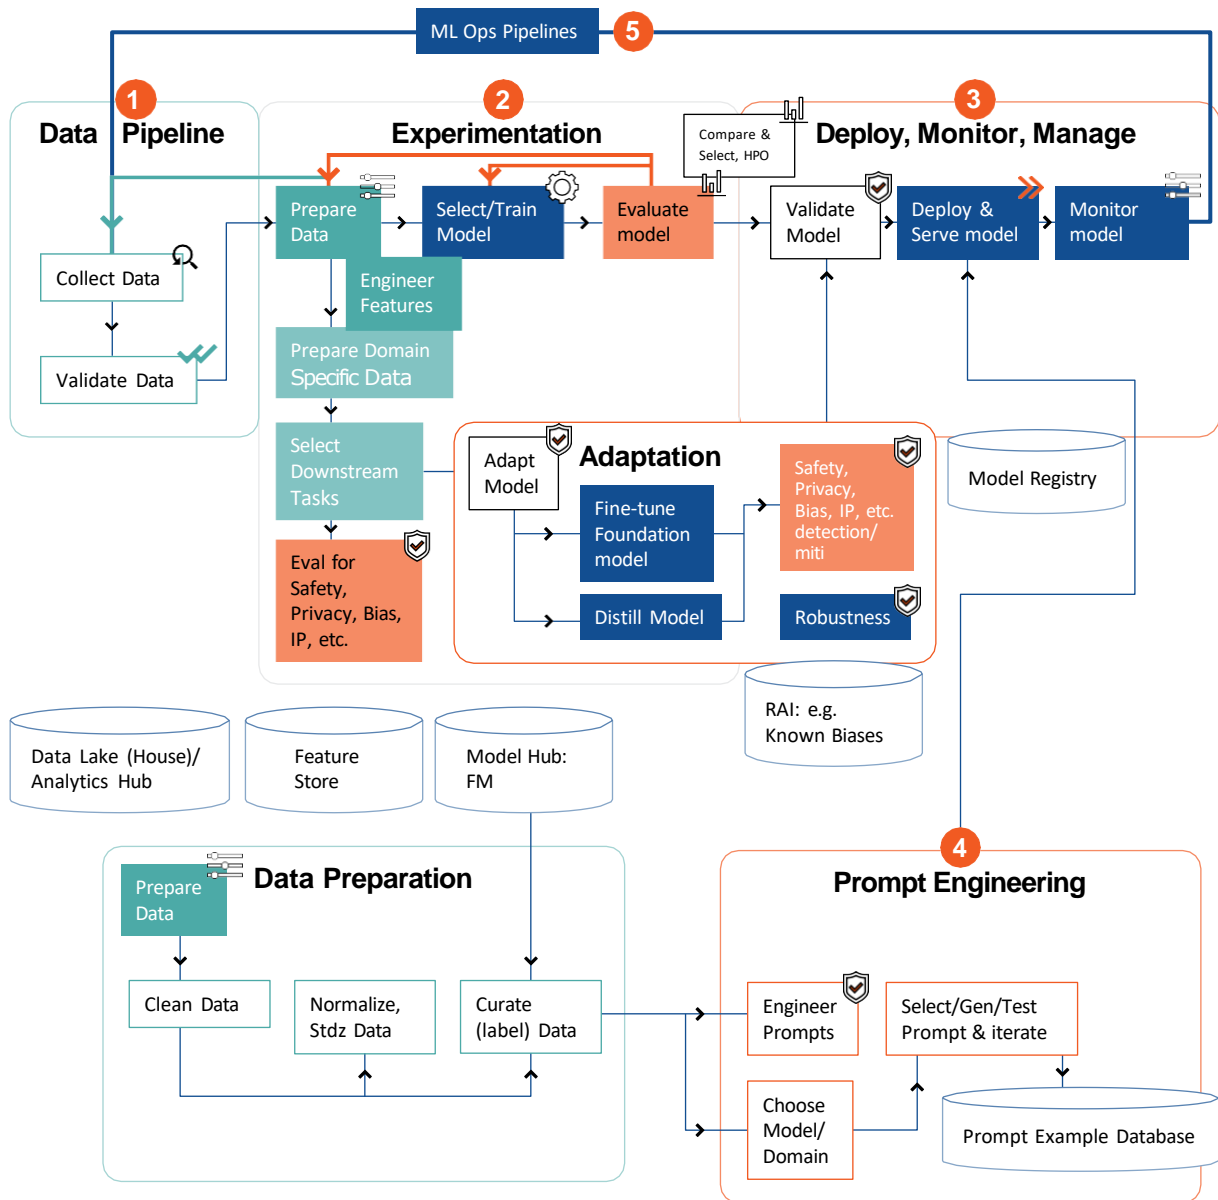 ML Ops Pipelines
5
1
Data Pipeline
2
Experimentation
3
Deploy, Monitor, Manage
Compare &
Select, HPO
Prepare
Data
Select/Train
Model
Evaluate
model
Validate
Model
Deploy &
Serve model
Monitor
model
Collect Data
Engineer
Features
Validate Data
Prepare Domain
Specific Data
Select
Downstream
Tasks
Adapt
Model
Adaptation
Safety,
Privacy,
Bias, IP, etc.
detection/
miti
Model Registry
Fine-tune
Foundation
model
Eval for
Safety,
Privacy, Bias,
IP, etc.
Distill Model
Robustness
RAI: e.g.
Known Biases
Data Lake (House)/
Analytics Hub
Feature
Store
Model Hub:
FM
Prepare
Data
Data Preparation
4
Prompt Engineering
Clean Data
Normalize,
Stdz Data
Curate
(label) Data
Engineer
Prompts
Select/Gen/Test
Prompt & iterate
Choose
Model/
Domain
Prompt Example Database